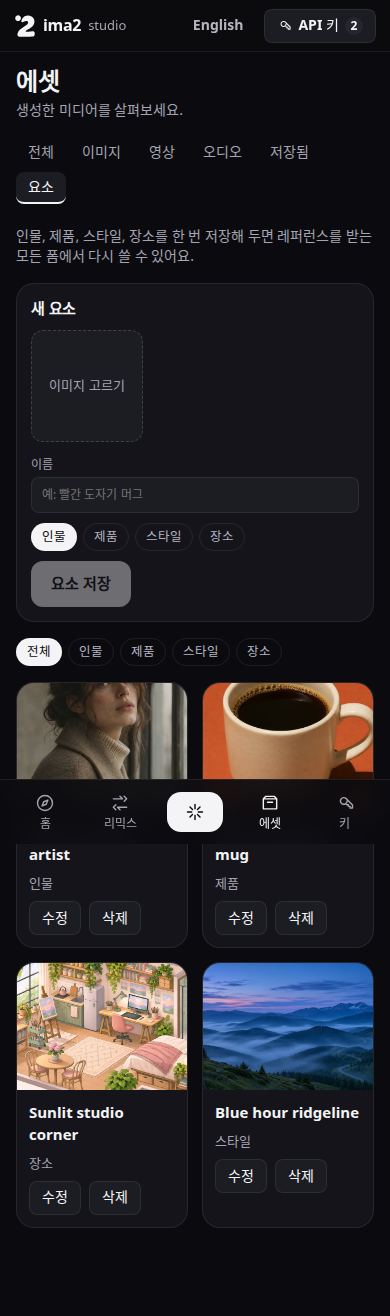 ima2 studio
English
API 키 2
에셋
생성한 미디어를 살펴보세요.
전체 이미지 영상 오디오 저장됨
요소
인물, 제품, 스타일, 장소를 한 번 저장해 두면 레퍼런스를 받는
모든 폼에서 다시 쓸 수 있어요.
새 요소
이미지 고르기
이름
예: 빨간 도자기 머그
인물 제품 스타일 장소
요소 저장
전체 인물 제품 스타일 장소
홈 리믹스 에셋 키
artist
인물
수정 삭제
mug
제품
수정 삭제
Sunlit studio
corner
장소
수정 삭제
Blue hour ridgeline
스타일
수정 삭제